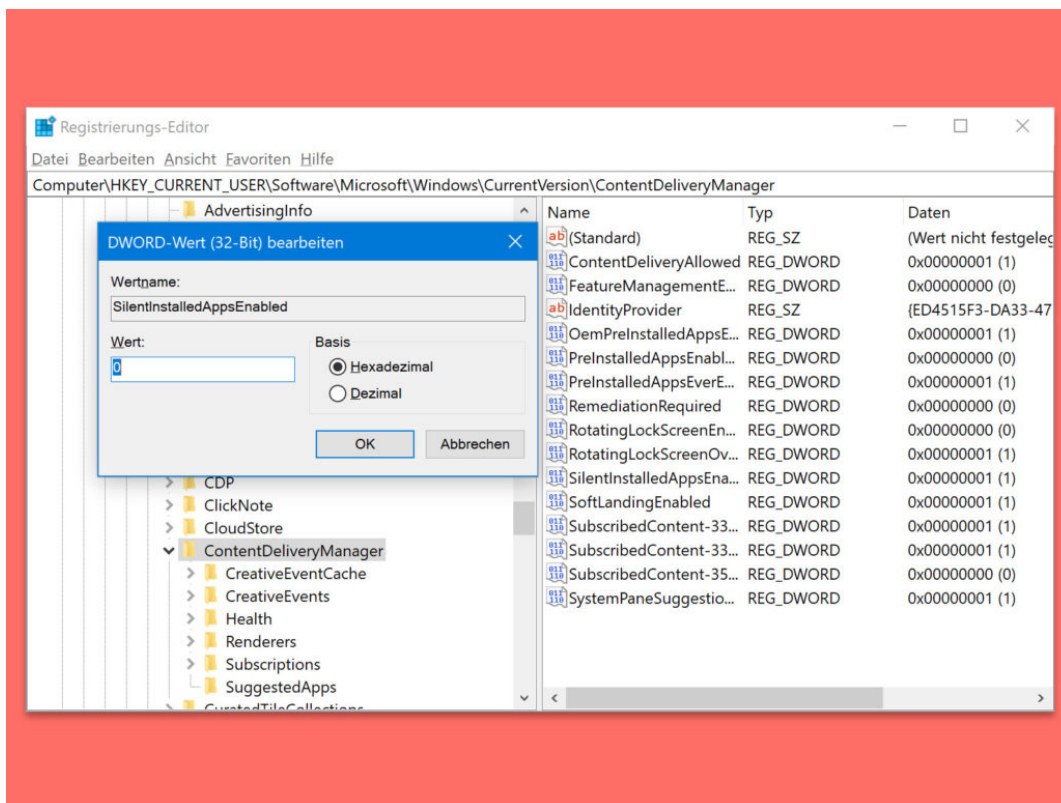 Registrierungs-Editor
Datei Bearbeiten Ansicht Favoriten Hilfe
Computer\HKEY_CURRENT_USER\Software\Microsoft\Windows\CurrentVersion\ContentDeliveryManager
AdvertisingInfo
DWORD-Wert (32-Bit) bearbeiten
Wertname:
SilentInstalledAppsEnabled
Wert:
0
Basis
Hexadezimal
Dezimal
OK Abbrechen
CDP
ClickNote
CloudStore
ContentDeliveryManager
CreativeEventCache
CreativeEvents
Health
Renderers
Subscriptions
SuggestedApps
CuratedTileCollections
Name Typ Daten
(Standard) REG_SZ (Wert nicht festgeleg
ContentDeliveryAllowed REG_DWORD 0x00000001 (1)
FeatureManagementE... REG_DWORD 0x00000000 (0)
IdentityProvider REG_SZ {ED4515F3-DA33-47
OemPreInstalledAppsE... REG_DWORD 0x00000001 (1)
PreInstalledAppsEnabl... REG_DWORD 0x00000000 (0)
PreInstalledAppsEverE... REG_DWORD 0x00000001 (1)
RemediationRequired REG_DWORD 0x00000000 (0)
RotatingLockScreenEn... REG_DWORD 0x00000000 (0)
RotatingLockScreenOv... REG_DWORD 0x00000001 (1)
SilentInstalledAppsEna... REG_DWORD 0x00000001 (1)
SoftLandingEnabled REG_DWORD 0x00000001 (1)
SubscribedContent-33... REG_DWORD 0x00000001 (1)
SubscribedContent-33... REG_DWORD 0x00000001 (1)
SubscribedContent-35... REG_DWORD 0x00000000 (0)
SystemPaneSuggestio... REG_DWORD 0x00000001 (1)